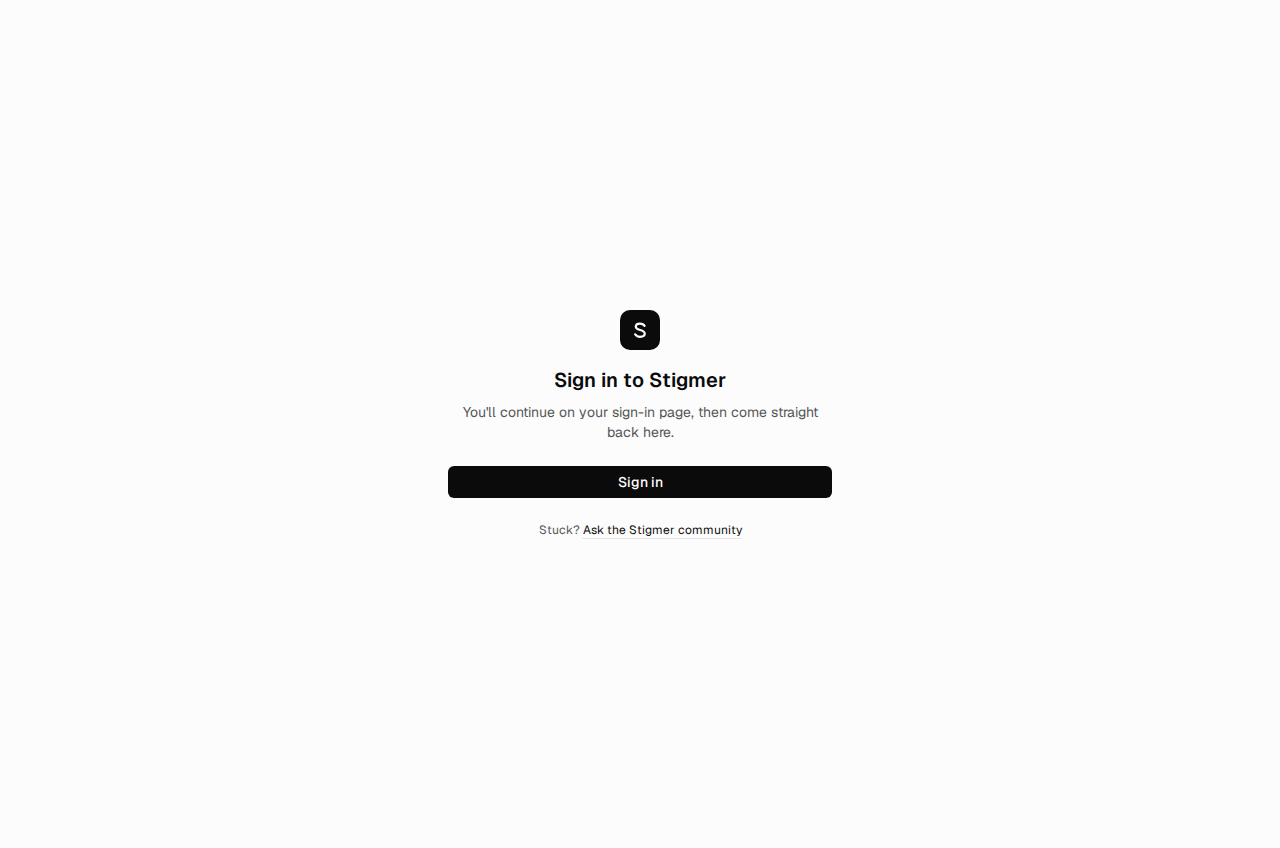 S
Sign in to Stigmer
You'll continue on your sign-in page, then come straight
back here.
Sign in
Stuck? Ask the Stigmer community